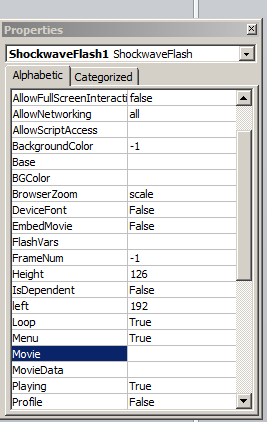 Properties
ShockwaveFlash1 ShockwaveFlash
Alphabetic Categorized
AllowFullScreenInteracti false
AllowNetworking all
AllowScriptAccess
BackgroundColor -1
Base
BGColor
BrowserZoom scale
DeviceFont False
EmbedMovie False
FlashVars
FrameNum -1
Height 126
IsDependent False
left 192
Loop True
Menu True
Movie
MovieData
Playing True
Profile False